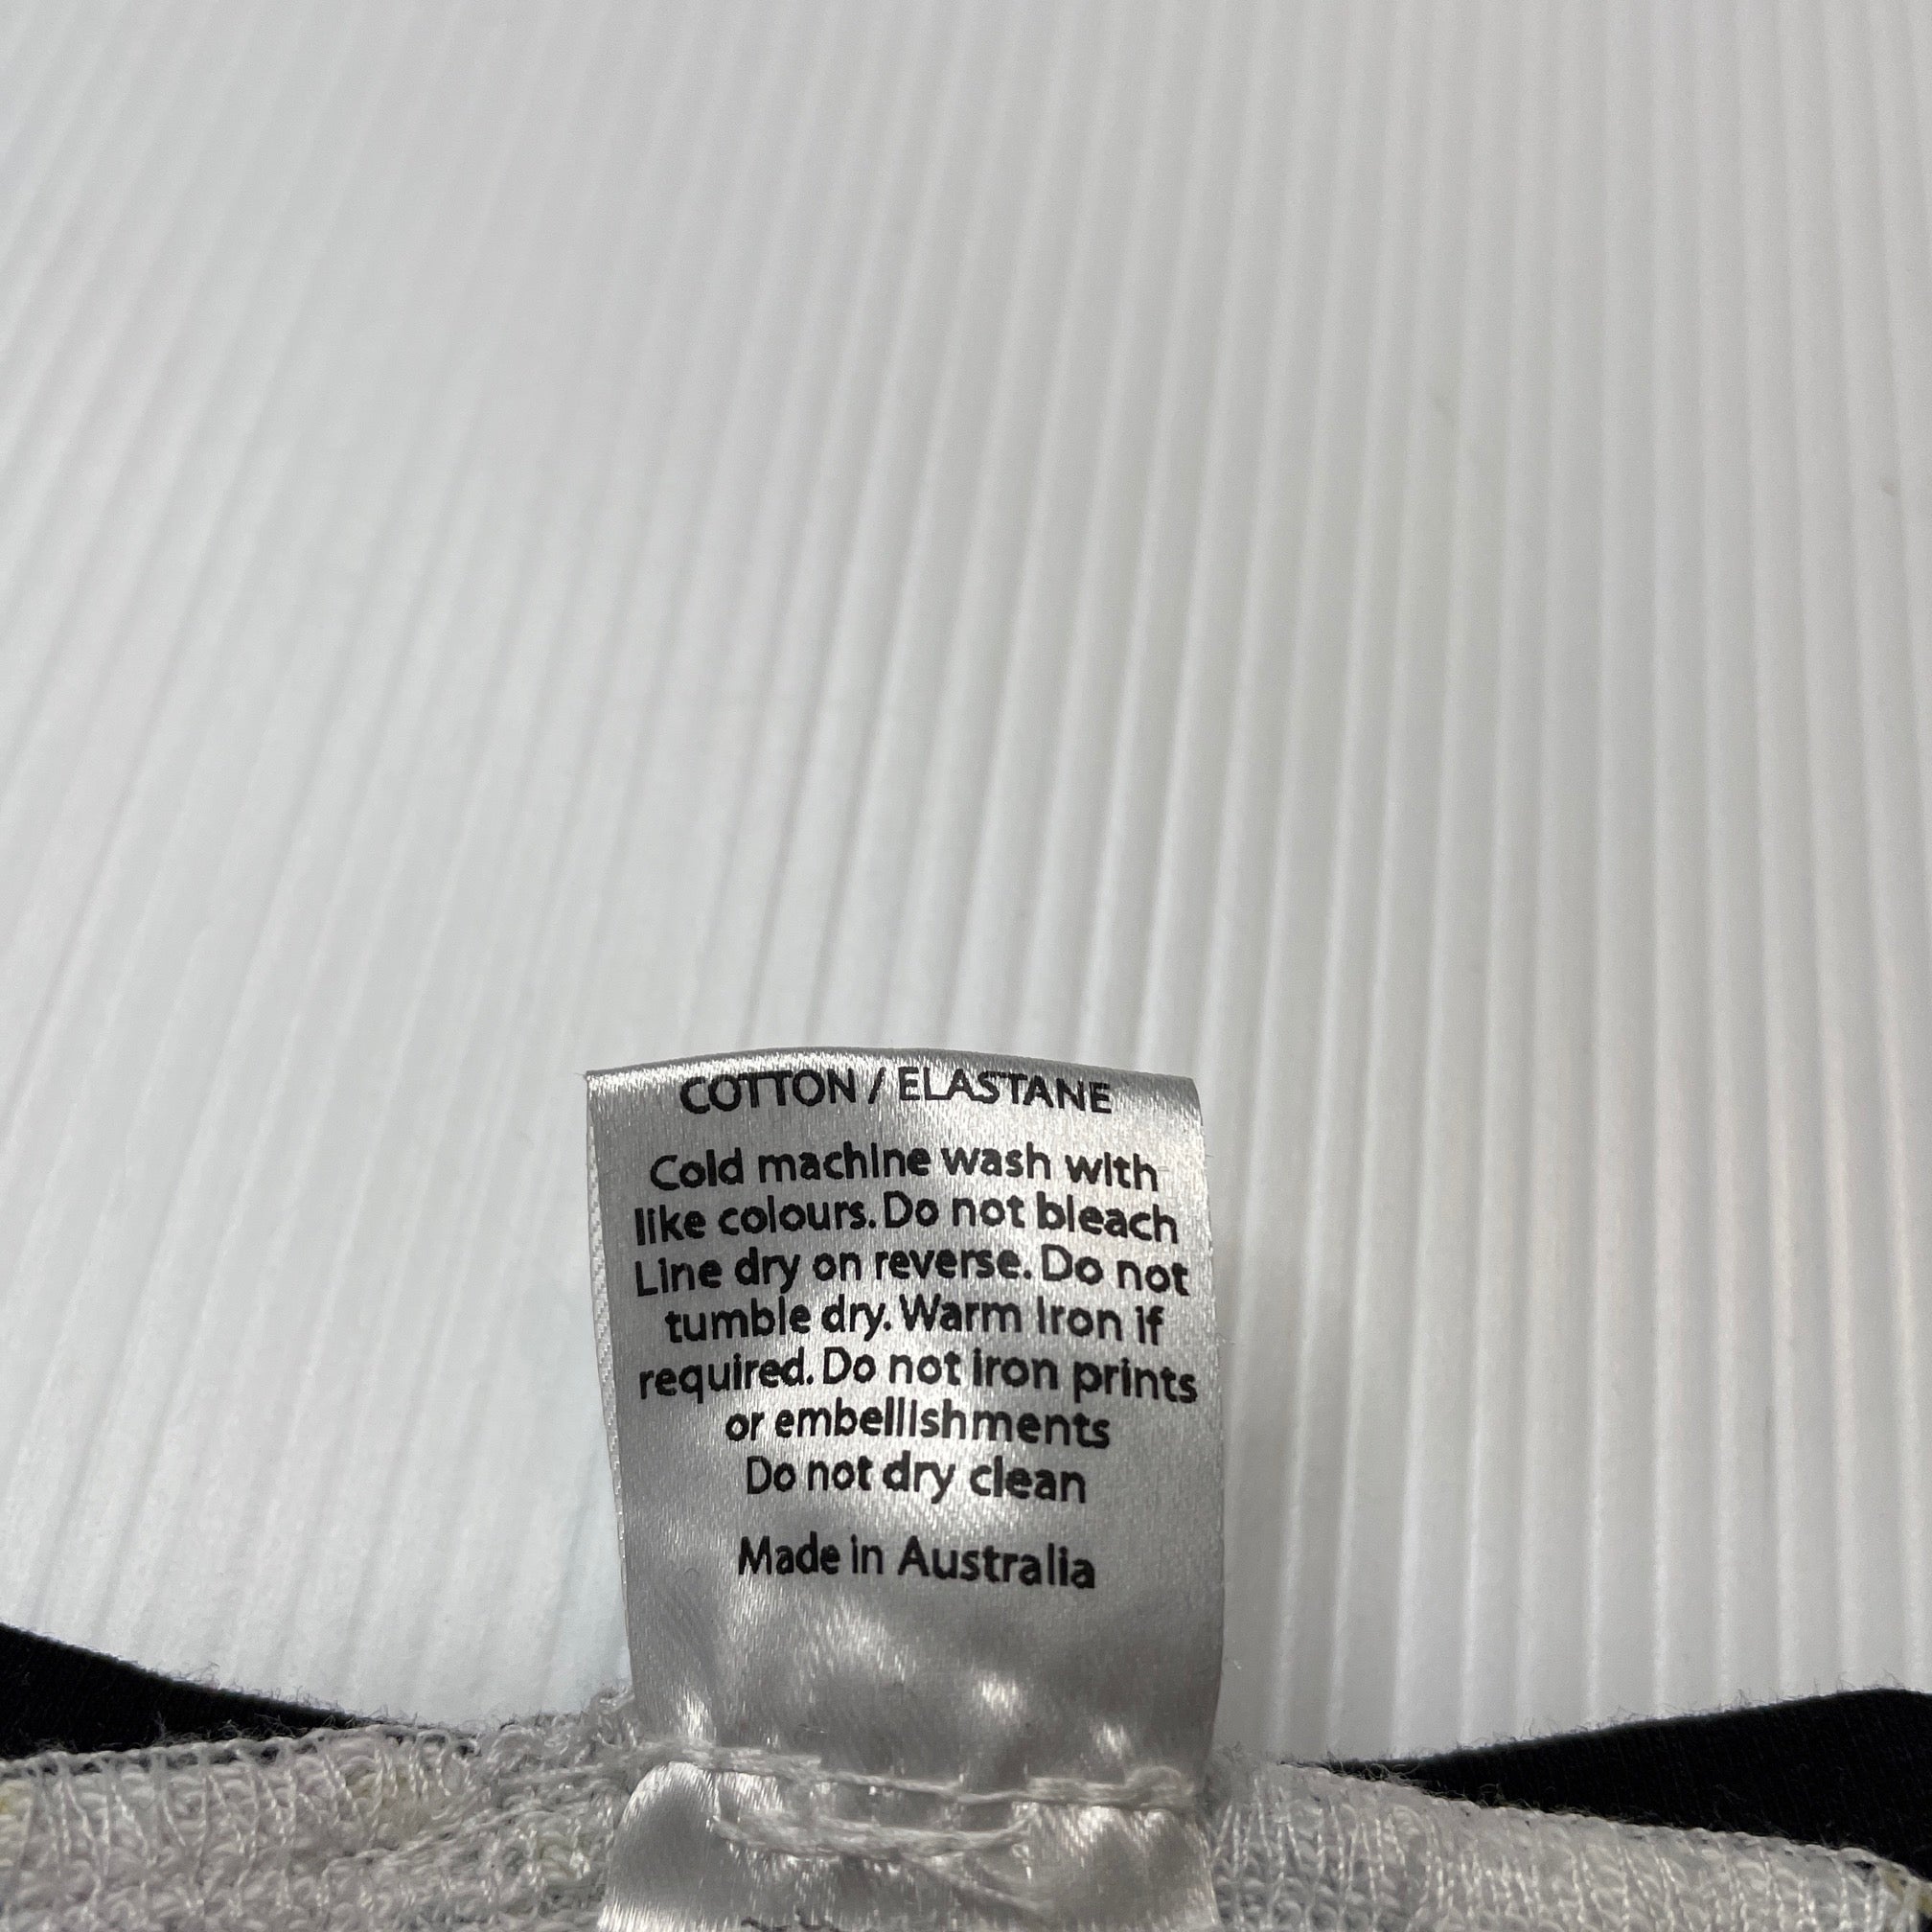 COTTON / ELASTANE
Cold machine wash with
like colours. Do not bleach
Line dry on reverse. Do not
tumble dry. Warm iron if
required. Do not iron prints
or embellishments
Do not dry clean
Made in Australia